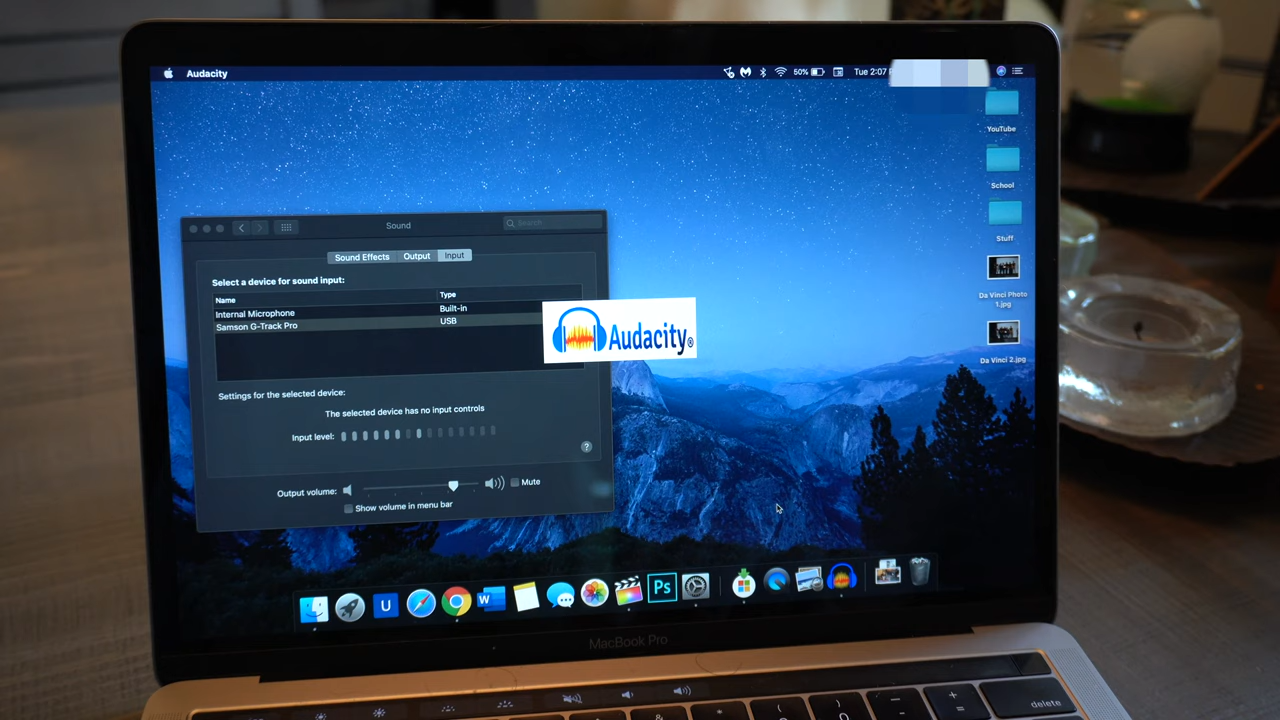 Audacity
50%
Tue 2:07
YouTube
School
Stuff
Da Vinci Photo
1.jpg
Da Vinci 2.jpg
Sound
Search
Sound Effects
Output
Input
Select a device for sound input:
Name
Type
Internal Microphone
Built-in
Samson G-Track Pro
USB
Audacity®
Settings for the selected device:
The selected device has no input controls
Input level:
?
Output volume:
Mute
Show volume in menu bar
U
W
Ps
MacBook Pro
delete